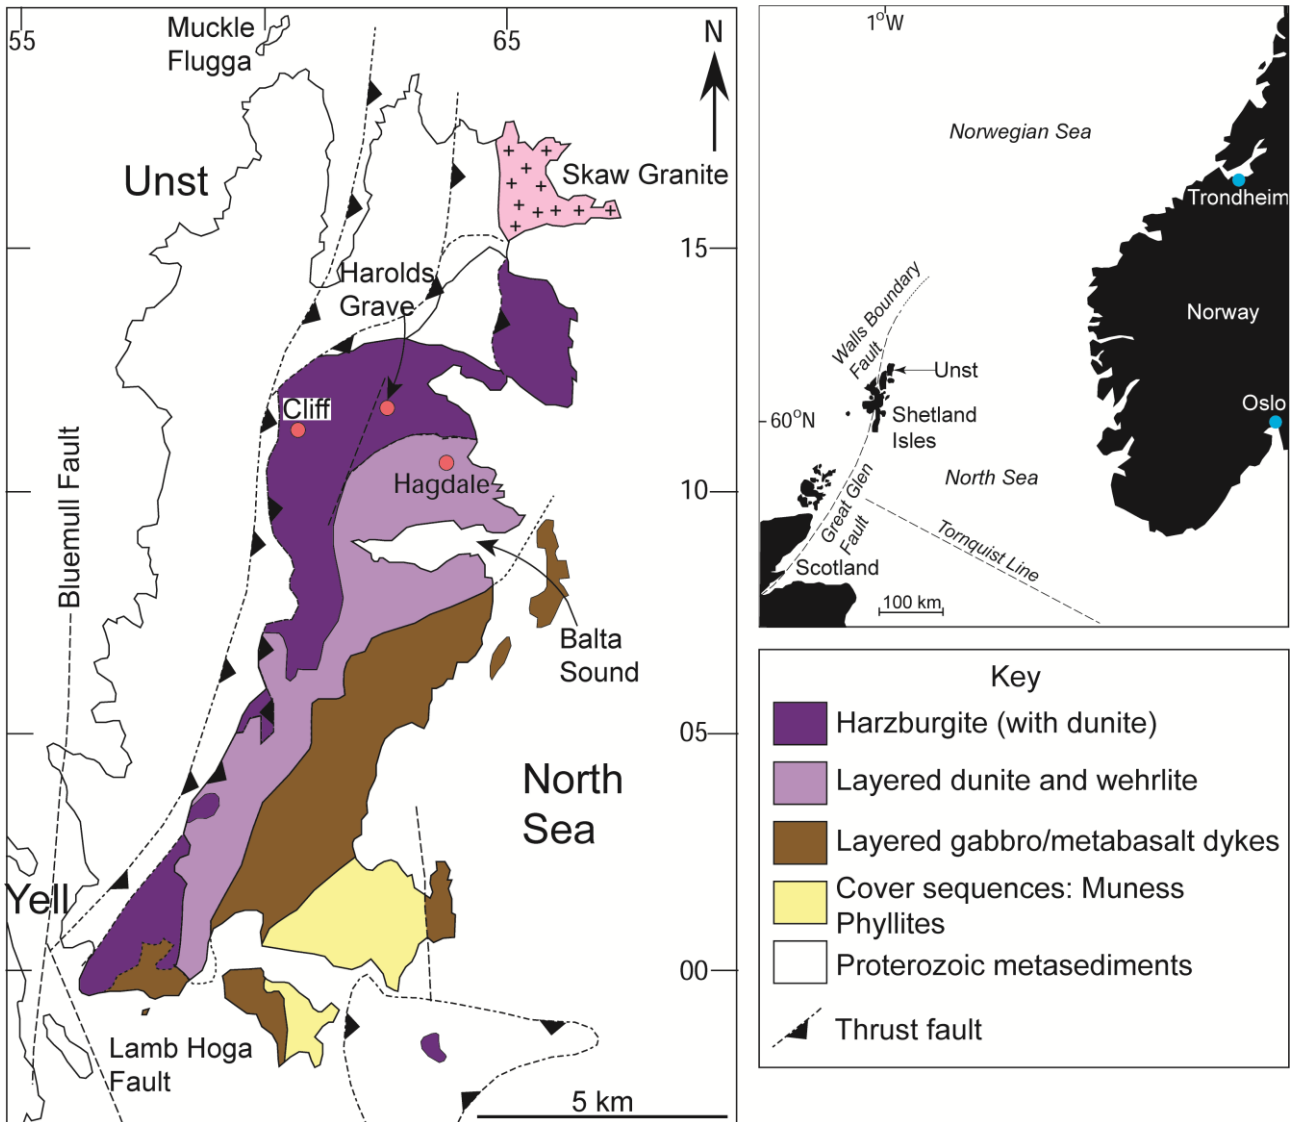 55
Muckle
Flugga
65
N
Unst
Skaw Granite
15
Harolds
Grave
Cliff
Hagdale
10
Bluemull Fault
Balta
Sound
05
North
Sea
Yell
00
Lamb Hoga
Fault
5 km
1°W
Norwegian Sea
Trondheim
Walls Boundary
Fault
Norway
Unst
60°N
Shetland
Isles
Oslo
North Sea
Great Glen
Fault
Tornquist Line
Scotland
100 km
Key
Harzburgite (with dunite)
Layered dunite and wehrlite
Layered gabbro/metabasalt dykes
Cover sequences: Muness
Phyllites
Proterozoic metasediments
Thrust fault